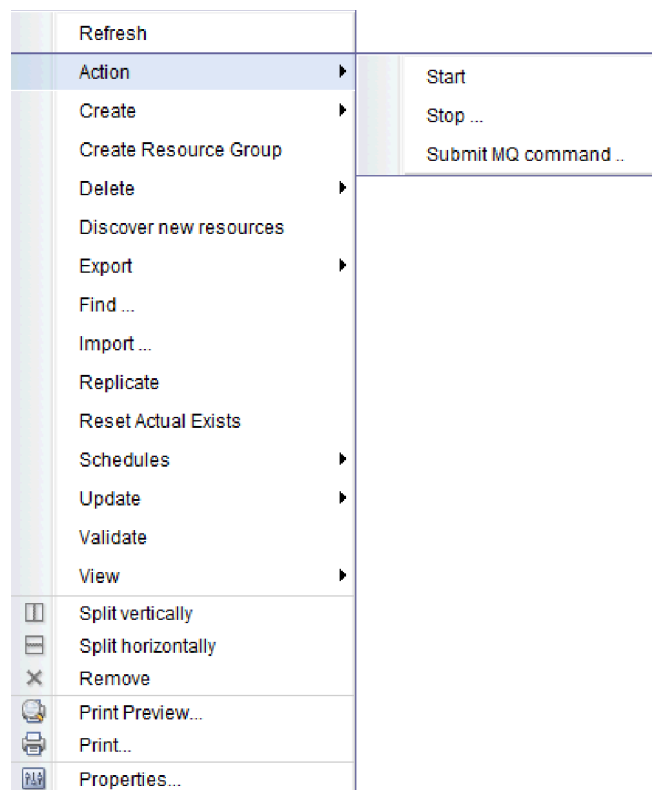 Refresh
Action
Create
Create Resource Group
Delete
Discover new resources
Export
Find ...
Import ...
Replicate
Reset Actual Exists
Schedules
Update
Validate
View
Split vertically
Split horizontally
Remove
Print Preview...
Print...
Properties...
Start
Stop ...
Submit MQ command ..